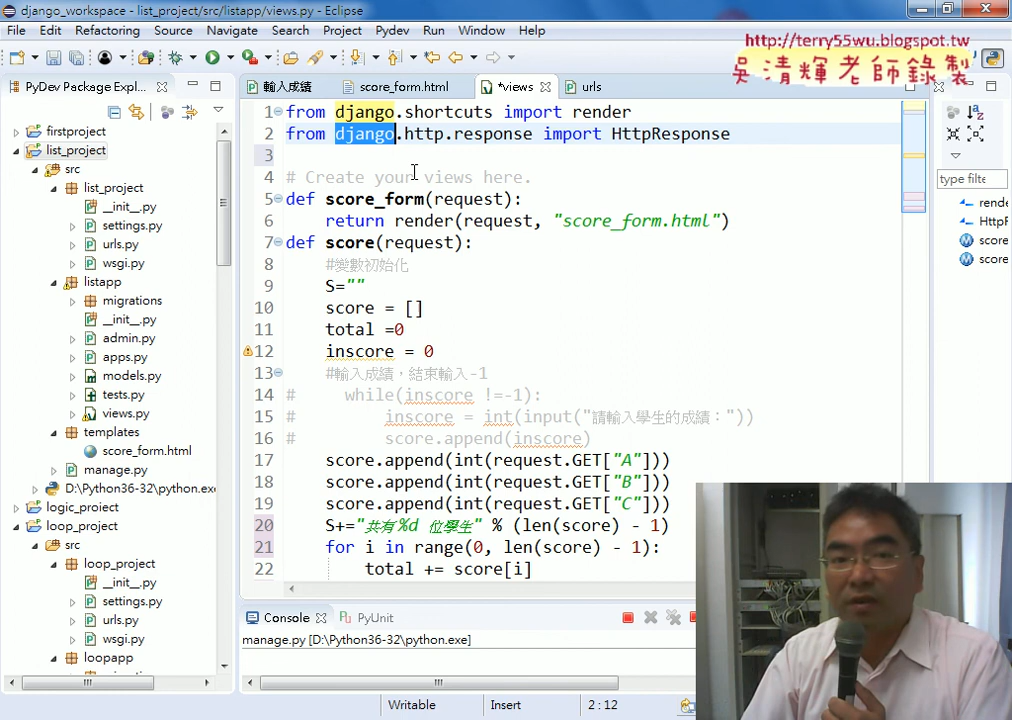 django_workspace - list_project/src/listapp/views.py - Eclipse
File Edit Refactoring Source Navigate Search Project Pydev Run Window Help
http://terry55wu.blogspot.tw
吳清輝老師錄製
PyDev Package Expl...
輸入成績 score_form.html *views urls
firstproject
list_project
src
list_project
__init__.py
settings.py
urls.py
wsgi.py
listapp
migrations
__init__.py
admin.py
apps.py
models.py
tests.py
views.py
templates
score_form.html
manage.py
D:\Python36-32\python.exe
logic_project
loop_project
src
loop_project
__init__.py
settings.py
urls.py
wsgi.py
loopapp
1 from django.shortcuts import render
2 from django.http.response import HttpResponse
3
4 # Create your views here.
5 def score_form(request):
6 return render(request, "score_form.html")
7 def score(request):
8 #變數初始化
9 S=""
10 score = []
11 total =0
12 inscore = 0
13 #輸入成績，結束輸入-1
14 # while(inscore !=-1):
15 # inscore = int(input("請輸入學生的成績："))
16 # score.append(inscore)
17 score.append(int(request.GET["A"]))
18 score.append(int(request.GET["B"]))
19 score.append(int(request.GET["C"]))
20 S+="共有%d 位學生" % (len(score) - 1)
21 for i in range(0, len(score) - 1):
22 total += score[i]
type filte
rende
HttpR
score
score
Console PyUnit
manage.py [D:\Python36-32\python.exe]
Writable Insert 2:12